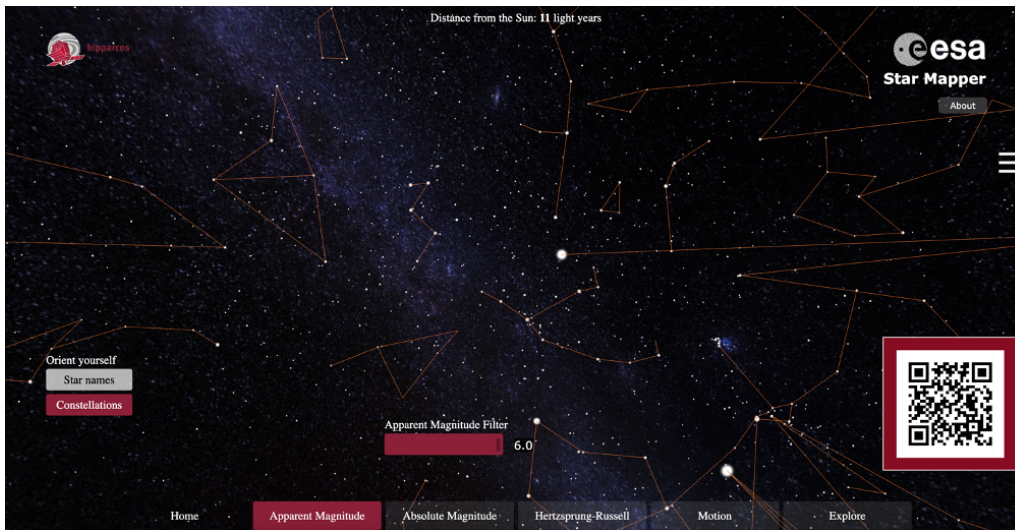 Distance from the Sun: 11 light years
hipparcos
esa
Star Mapper
About
Orient yourself
Star names
Constellations
Apparent Magnitude Filter
6.0
Home
Apparent Magnitude
Absolute Magnitude
Hertzsprung-Russell
Motion
Explore